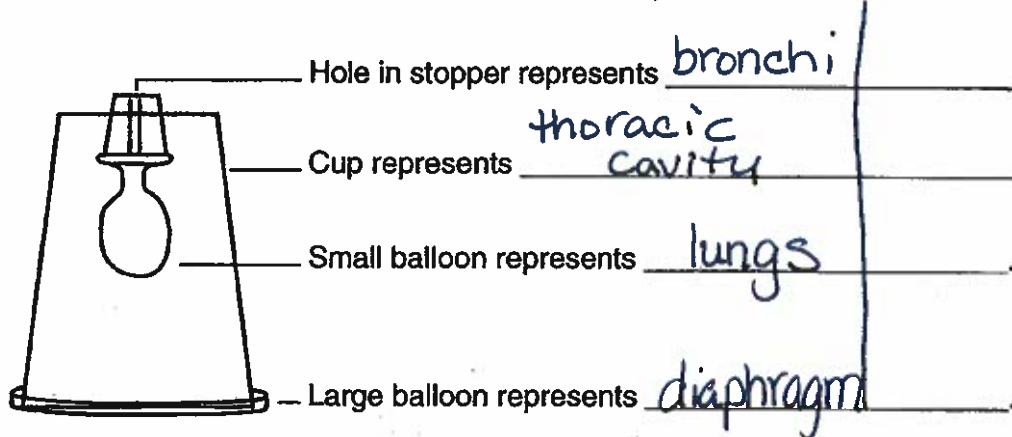 Hole in stopper represents bronchi.
thoracic
Cup represents cavity.
Small balloon represents lungs.
Large balloon represents diaphragm.